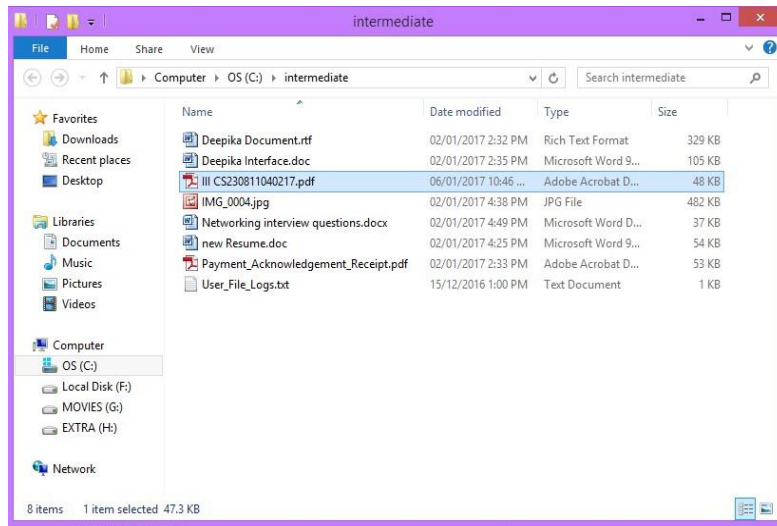 intermediate
File Home Share View
Computer OS (C:) intermediate
Search intermediate
Name Date modified Type Size
Favorites
Downloads
Recent places
Desktop
Libraries
Documents
Music
Pictures
Videos
Computer
OS (C:)
Local Disk (F:)
MOVIES (G:)
EXTRA (H:)
Network
Deepika Document.rtf 02/01/2017 2:32 PM Rich Text Format 329 KB
Deepika Interface.doc 02/01/2017 2:35 PM Microsoft Word 9... 105 KB
III CS230811040217.pdf 06/01/2017 10:46 ... Adobe Acrobat D... 48 KB
IMG_0004.jpg 02/01/2017 4:38 PM JPG File 482 KB
Networking interview questions.docx 02/01/2017 4:49 PM Microsoft Word D... 37 KB
new Resume.doc 02/01/2017 4:25 PM Microsoft Word 9... 54 KB
Payment_Acknowledgement_Receipt.pdf 02/01/2017 2:33 PM Adobe Acrobat D... 53 KB
User_File_Logs.txt 15/12/2016 1:00 PM Text Document 1 KB
8 items 1 item selected 47.3 KB